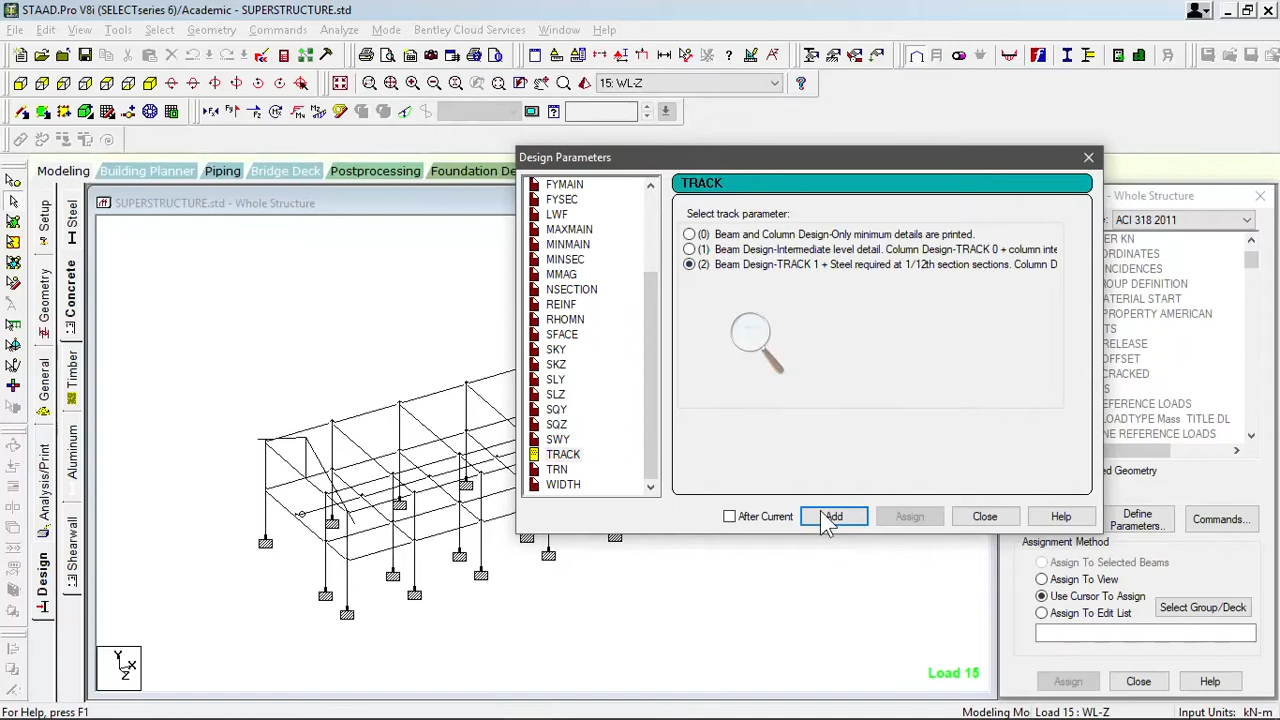 STAAD.Pro V8i (SELECTseries 6)/Academic - SUPERSTRUCTURE.std
File Edit View Tools Select Geometry Commands Analyze Mode Bentley Cloud Services Window Help
15: WL-Z
Modeling Building Planner Piping Bridge Deck Postprocessing Foundation De
SUPERSTRUCTURE.std - Whole Structure
Setup
Geometry
General
Analysis/Print
Design
Steel
Concrete
Timber
Aluminum
Shearwall
Design Parameters
FYMAIN
FYSEC
LWF
MAXMAIN
MINMAIN
MINSEC
MMAG
NSECTION
REINF
RHOMN
SFACE
SKY
SKZ
SLY
SLZ
SQY
SQZ
SWY
TRACK
TRN
WIDTH
TRACK
Select track parameter:
(0) Beam and Column Design-Only minimum details are printed.
(1) Beam Design-Intermediate level detail. Column Design-TRACK 0 + column inte
(2) Beam Design-TRACK 1 + Steel required at 1/12th section sections. Column D
After Current Add Assign Close Help
- Whole Structure
ACI 318 2011
ER KN
NCIDENCES
GROUP DEFINITION
MATERIAL START
PROPERTY AMERICAN
RELEASE
OFFSET
CRACKED
REFERENCE LOADS
LOADTYPE Mass TITLE DL
NE REFERENCE LOADS
ed Geometry
Define Parameters...
Commands...
Assignment Method
Assign To Selected Beams
Assign To View
Use Cursor To Assign
Assign To Edit List
Select Group/Deck
Assign Close Help
Y
X
Z
Load 15
For Help, press F1
Modeling Mo Load 15 : WL-Z Input Units: kN-m